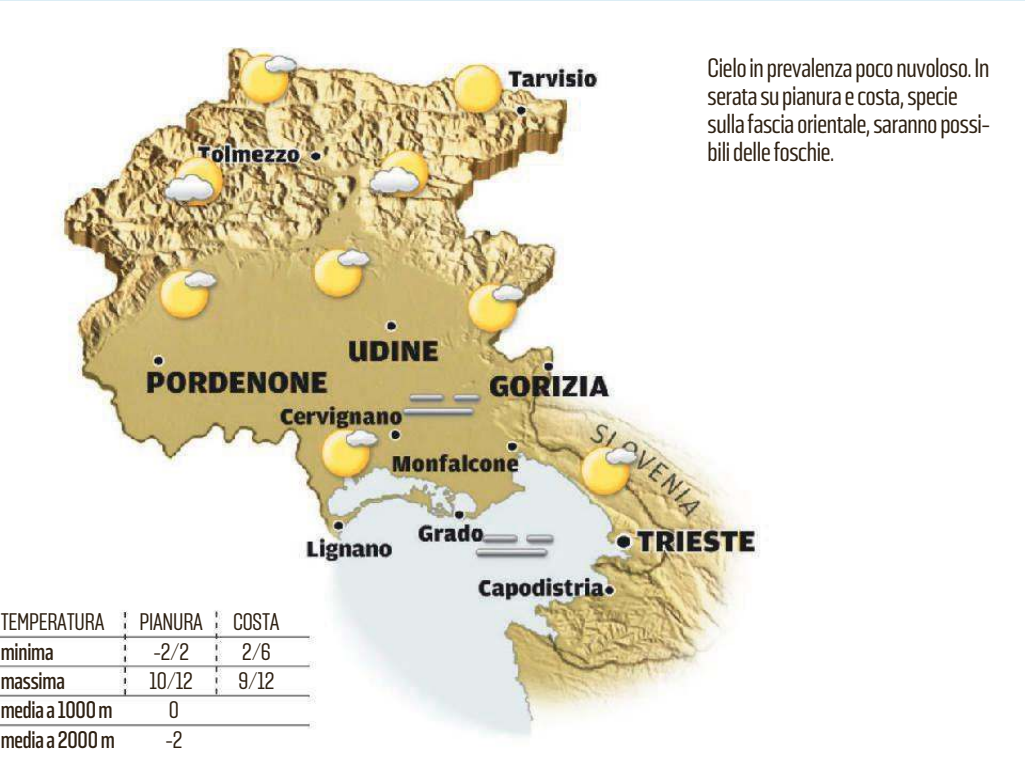 Cielo in prevalenza poco nuvoloso. In
serata su pianura e costa, specie
sulla fascia orientale, saranno possi-
bili delle foschie.
Tarvisio
Tolmezzo
UDINE
PORDENONE
GORIZIA
Cervignano
SLOVENIA
Monfalcone
Grado
Lignano
TRIESTE
Capodistria
TEMPERATURA PIANURA COSTA
minima -2/2 2/6
massima 10/12 9/12
media a 1000 m 0
media a 2000 m -2